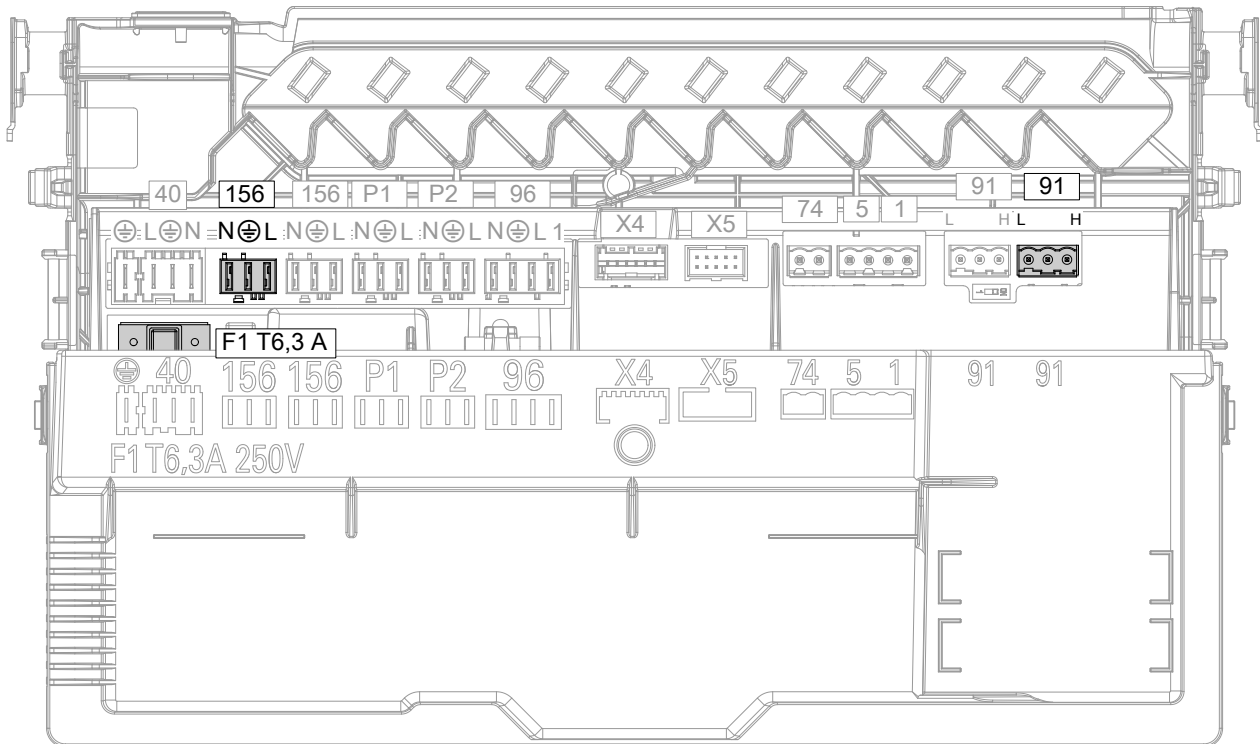 40 156 156 P1 P2 96 X4 X5 74 5 1 91 91
L N N L N L N L N L N L 1 L H L H
F1 T6,3 A
40 156 156 P1 P2 96 X4 X5 74 5 1 91 91
F1 T6,3A 250V